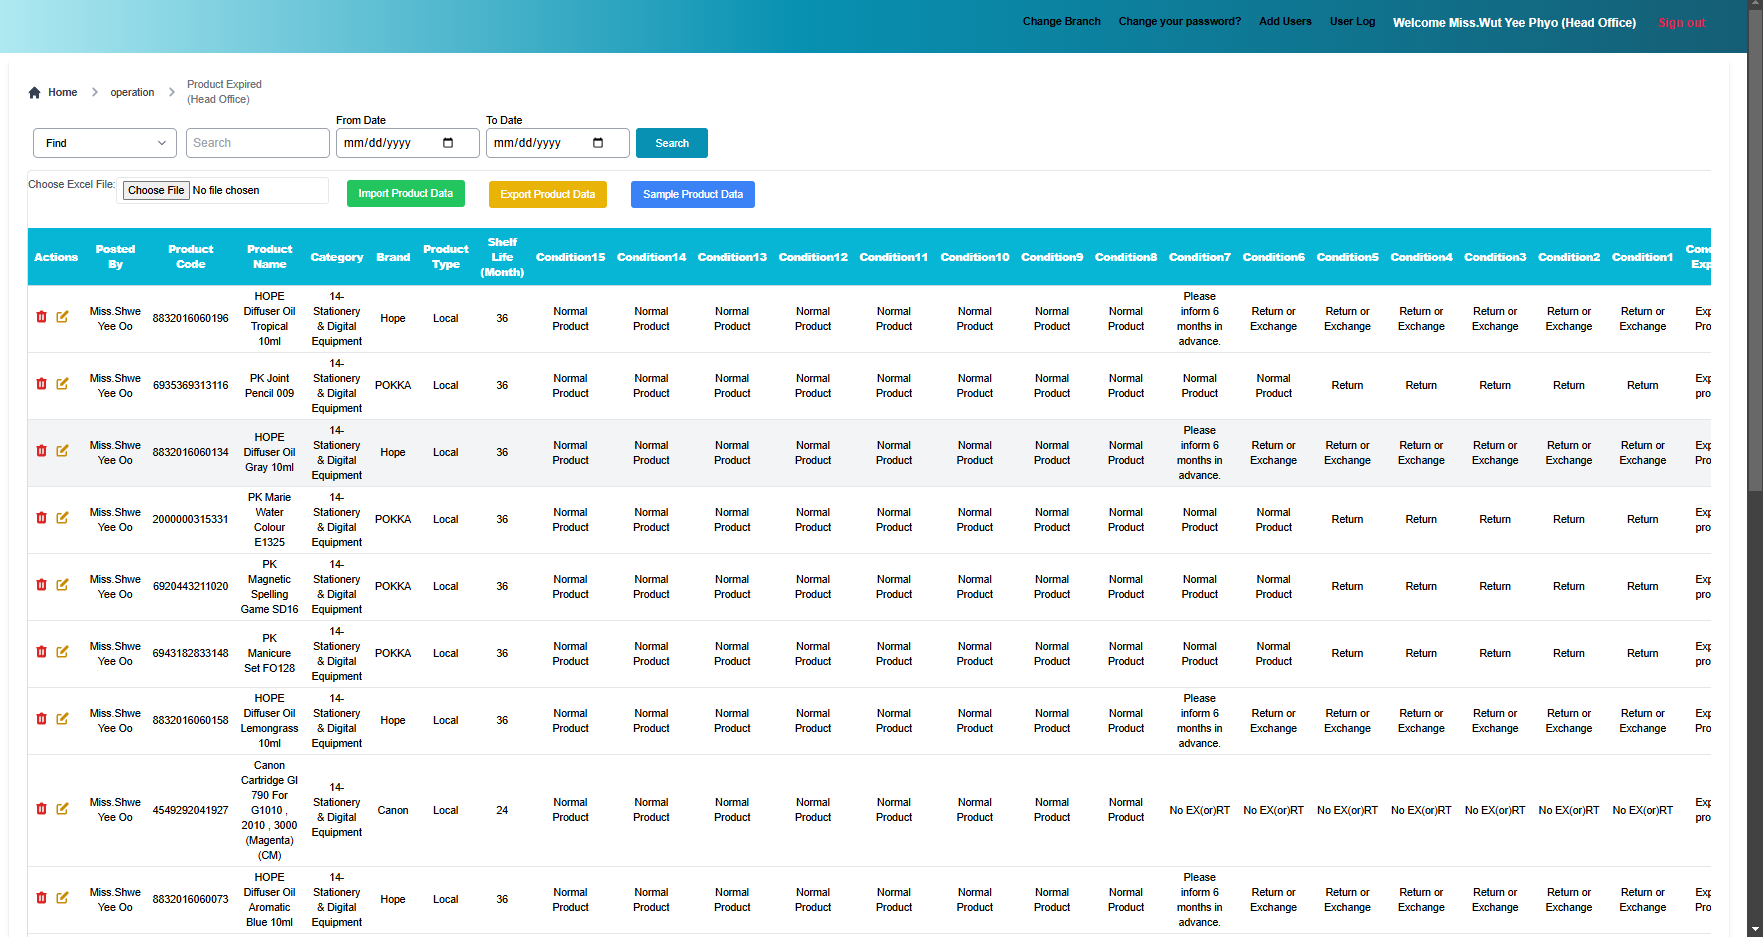 Change Branch Change your password? Add Users User Log Welcome Miss.Wut Yee Phyo (Head Office) Sign out
Home operation Product Expired
(Head Office)
From Date To Date
Find Search mm/dd/yyyy mm/dd/yyyy Search
Choose Excel File: Choose File No file chosen Import Product Data Export Product Data Sample Product Data
Actions Posted By Product Code Product Name Category Brand Product Type Shelf Life (Month) Condition15 Condition14 Condition13 Condition12 Condition11 Condition10 Condition9 Condition8 Condition7 Condition6 Condition5 Condition4 Condition3 Condition2 Condition1 Con Exp
Miss.Shwe Yee Oo 8832016060196 HOPE Diffuser Oil Tropical 10ml 14-Stationery & Digital Equipment Hope Local 36 Normal Product Normal Product Normal Product Normal Product Normal Product Normal Product Normal Product Normal Product Please inform 6 months in advance. Return or Exchange Return or Exchange Return or Exchange Return or Exchange Return or Exchange Return or Exchange Exp Pro
Miss.Shwe Yee Oo 6935369313116 PK Joint Pencil 009 14-Stationery & Digital Equipment POKKA Local 36 Normal Product Normal Product Normal Product Normal Product Normal Product Normal Product Normal Product Normal Product Normal Product Normal Product Return Return Return Return Return Exp pro
Miss.Shwe Yee Oo 8832016060134 HOPE Diffuser Oil Gray 10ml 14-Stationery & Digital Equipment Hope Local 36 Normal Product Normal Product Normal Product Normal Product Normal Product Normal Product Normal Product Normal Product Please inform 6 months in advance. Return or Exchange Return or Exchange Return or Exchange Return or Exchange Return or Exchange Return or Exchange Exp Pro
Miss.Shwe Yee Oo 2000000315331 PK Marie Water Colour E1325 14-Stationery & Digital Equipment POKKA Local 36 Normal Product Normal Product Normal Product Normal Product Normal Product Normal Product Normal Product Normal Product Normal Product Normal Product Return Return Return Return Return Exp pro
Miss.Shwe Yee Oo 6920443211020 PK Magnetic Spelling Game SD16 14-Stationery & Digital Equipment POKKA Local 36 Normal Product Normal Product Normal Product Normal Product Normal Product Normal Product Normal Product Normal Product Normal Product Normal Product Return Return Return Return Return Exp pro
Miss.Shwe Yee Oo 6943182833148 PK Manicure Set FO128 14-Stationery & Digital Equipment POKKA Local 36 Normal Product Normal Product Normal Product Normal Product Normal Product Normal Product Normal Product Normal Product Normal Product Normal Product Return Return Return Return Return Exp pro
Miss.Shwe Yee Oo 8832016060158 HOPE Diffuser Oil Lemongrass 10ml 14-Stationery & Digital Equipment Hope Local 36 Normal Product Normal Product Normal Product Normal Product Normal Product Normal Product Normal Product Normal Product Please inform 6 months in advance. Return or Exchange Return or Exchange Return or Exchange Return or Exchange Return or Exchange Return or Exchange Exp Pro
Miss.Shwe Yee Oo 4549292041927 Canon Cartridge GI 790 For G1010 , 2010 , 3000 (Magenta) (CM) 14-Stationery & Digital Equipment Canon Local 24 Normal Product Normal Product Normal Product Normal Product Normal Product Normal Product Normal Product Normal Product No EX(or)RT No EX(or)RT No EX(or)RT No EX(or)RT No EX(or)RT No EX(or)RT No EX(or)RT Exp pro
Miss.Shwe Yee Oo 8832016060073 HOPE Diffuser Oil Aromatic Blue 10ml 14-Stationery & Digital Equipment Hope Local 36 Normal Product Normal Product Normal Product Normal Product Normal Product Normal Product Normal Product Normal Product Please inform 6 months in advance. Return or Exchange Return or Exchange Return or Exchange Return or Exchange Return or Exchange Return or Exchange Exp Pro